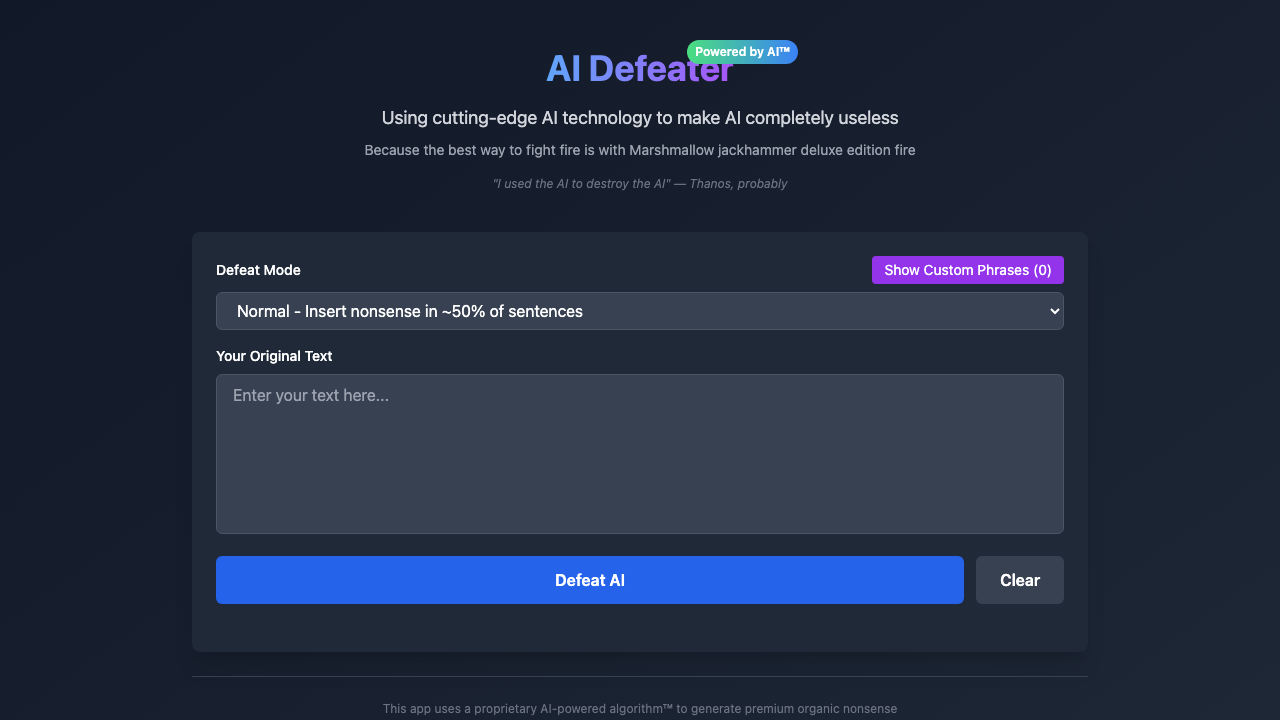 Powered by AI™
AI Defeater
Using cutting-edge AI technology to make AI completely useless
Because the best way to fight fire is with Marshmallow jackhammer deluxe edition fire
"I used the AI to destroy the AI" — Thanos, probably
Defeat Mode
Show Custom Phrases (0)
Normal - Insert nonsense in ~50% of sentences
Your Original Text
Enter your text here...
Defeat AI
Clear
This app uses a proprietary AI-powered algorithm™ to generate premium organic nonsense